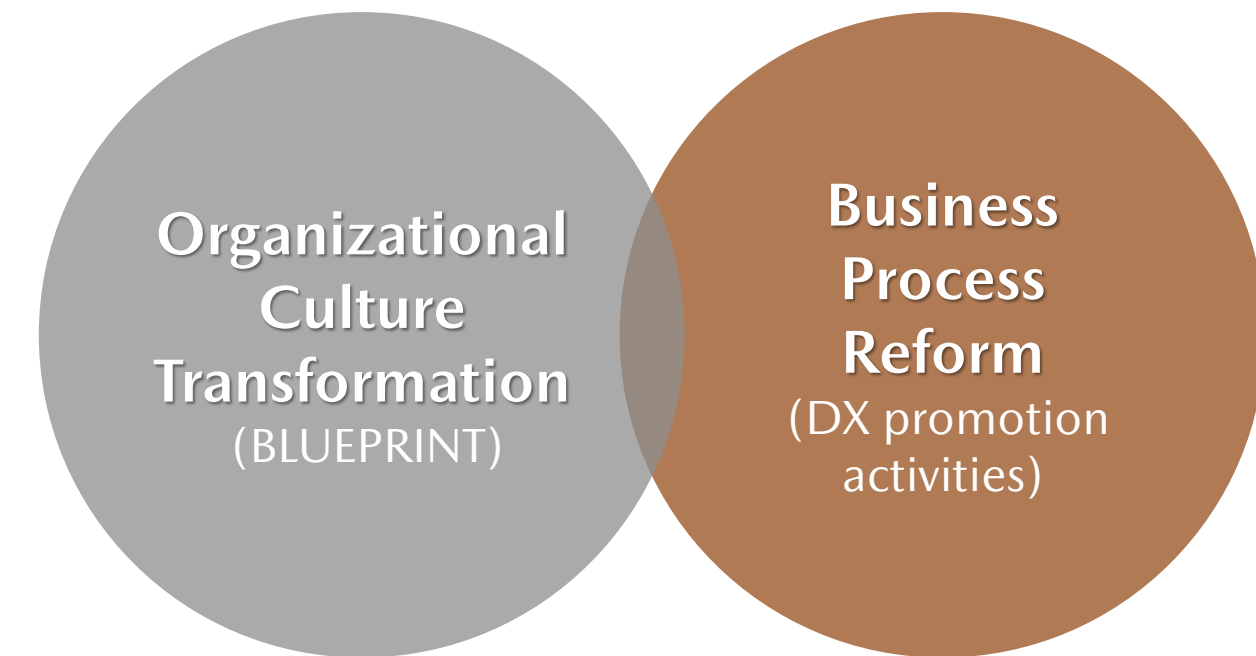 Organizational
Culture
Transformation
(BLUEPRINT)
Business
Process
Reform
(DX promotion
activities)